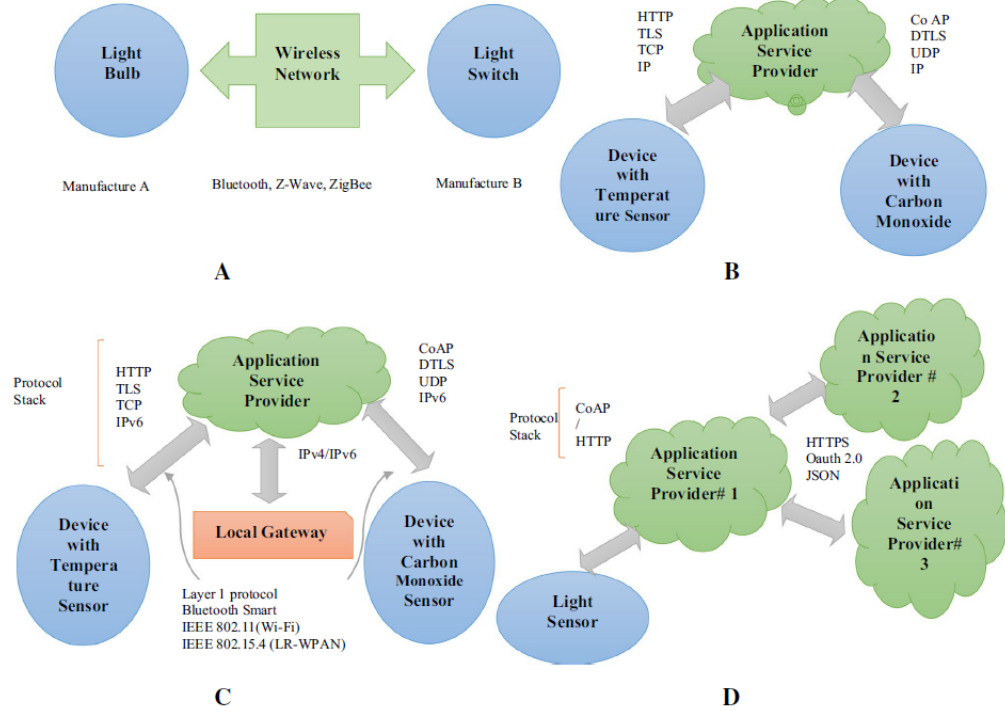 Light
Bulb
Wireless
Network
Light
Switch
Manufacture A
Bluetooth, Z-Wave, ZigBee
Manufacture B
A
HTTP
TLS
TCP
IP
Application
Service
Provider
Co AP
DTLS
UDP
IP
Device
with
Temperat
ure Sensor
Device
with
Carbon
Monoxide
B
Protocol
Stack
HTTP
TLS
TCP
IPv6
Application
Service
Provider
CoAP
DTLS
UDP
IPv6
IPv4/IPv6
Device
with
Tempera
ture
Sensor
Local Gateway
Device
with
Carbon
Monoxide
Sensor
Layer 1 protocol
Bluetooth Smart
IEEE 802.11(Wi-Fi)
IEEE 802.15.4 (LR-WPAN)
C
Applicatio
n Service
Provider #
2
Protocol
Stack
CoAP
/
HTTP
Application
Service
Provider# 1
HTTPS
Oauth 2.0
JSON
Applicati
on
Service
Provider#
3
Light
Sensor
D